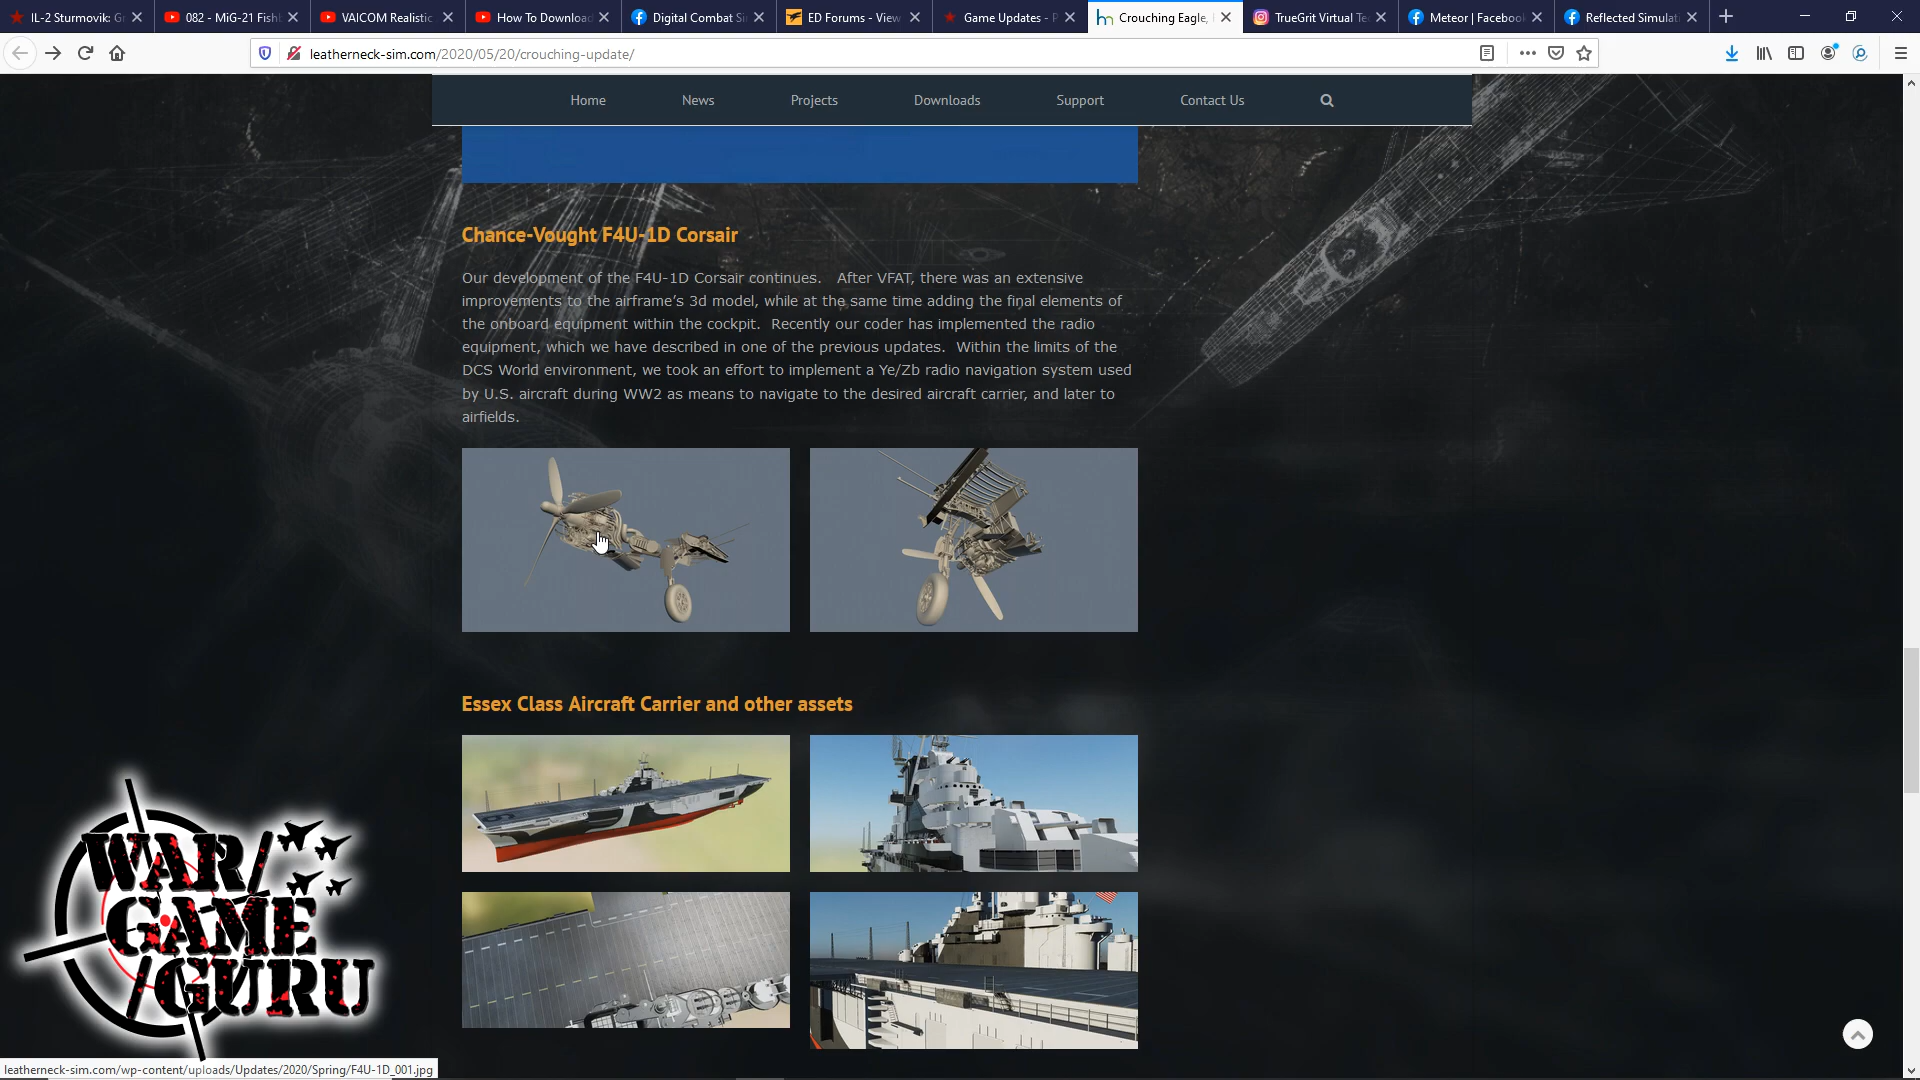 IL-2 Sturmovik: Gr
082 - MiG-21 Fishb
VAICOM Realistic
How To Download
Digital Combat Si
ED Forums - View
Game Updates - P
Crouching Eagle,
TrueGrit Virtual Te
Meteor | Facebook
Reflected Simulati
leatherneck-sim.com/2020/05/20/crouching-update/
Home News Projects Downloads Support Contact Us
Chance-Vought F4U-1D Corsair
Our development of the F4U-1D Corsair continues. After VFAT, there was an extensive
improvements to the airframe's 3d model, while at the same time adding the final elements of
the onboard equipment within the cockpit. Recently our coder has implemented the radio
equipment, which we have described in one of the previous updates. Within the limits of the
DCS World environment, we took an effort to implement a Ye/Zb radio navigation system used
by U.S. aircraft during WW2 as means to navigate to the desired aircraft carrier, and later to
airfields.
Essex Class Aircraft Carrier and other assets
WAR/
GAME
/GURU
leatherneck-sim.com/wp-content/uploads/Updates/2020/Spring/F4U-1D_001.jpg